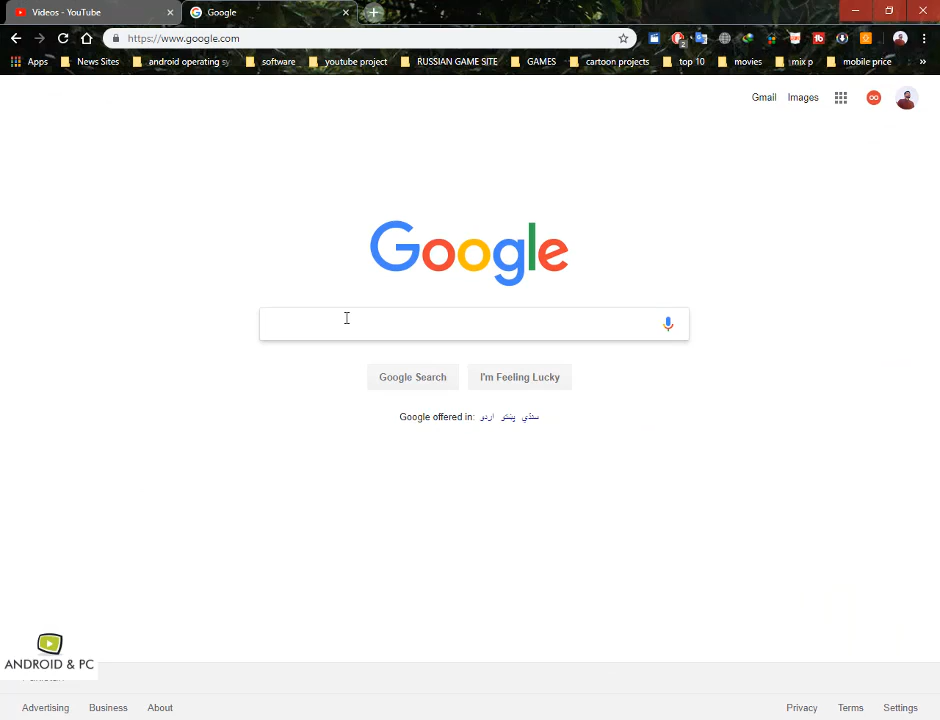 Videos - YouTube
Google
https://www.google.com
Apps
News Sites
android operating sy
software
youtube project
RUSSIAN GAME SITE
GAMES
cartoon projects
top 10
movies
mix p
mobile price
Gmail Images
Google
Google Search
I'm Feeling Lucky
Google offered in: اردو پښتو سنڌي
ANDROID & PC
Advertising Business About
Privacy Terms Settings